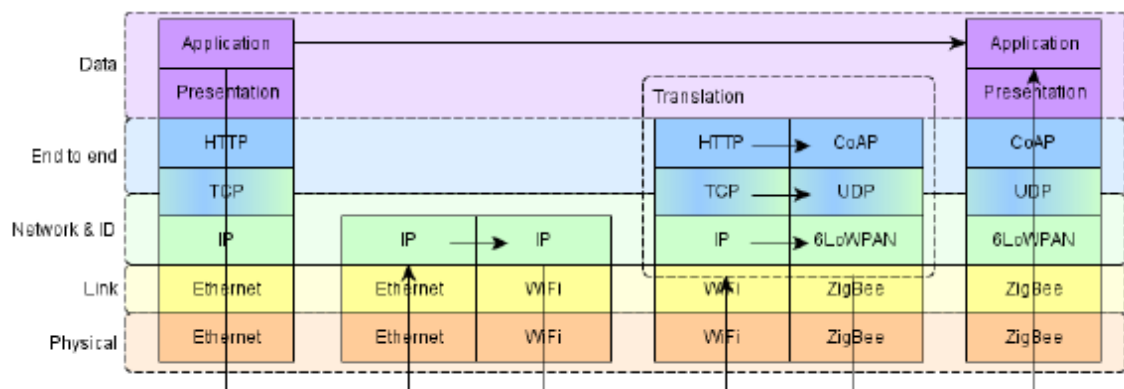 Data
Application
Application
Presentation
Presentation
Translation
End to end
HTTP
HTTP
CoAP
CoAP
TCP
TCP
UDP
UDP
Network & ID
IP
IP
IP
IP
6LoWPAN
6LoWPAN
Link
Ethernet
Ethernet
WiFi
WiFi
ZigBee
ZigBee
Physical
Ethernet
Ethernet
WiFi
WiFi
ZigBee
ZigBee